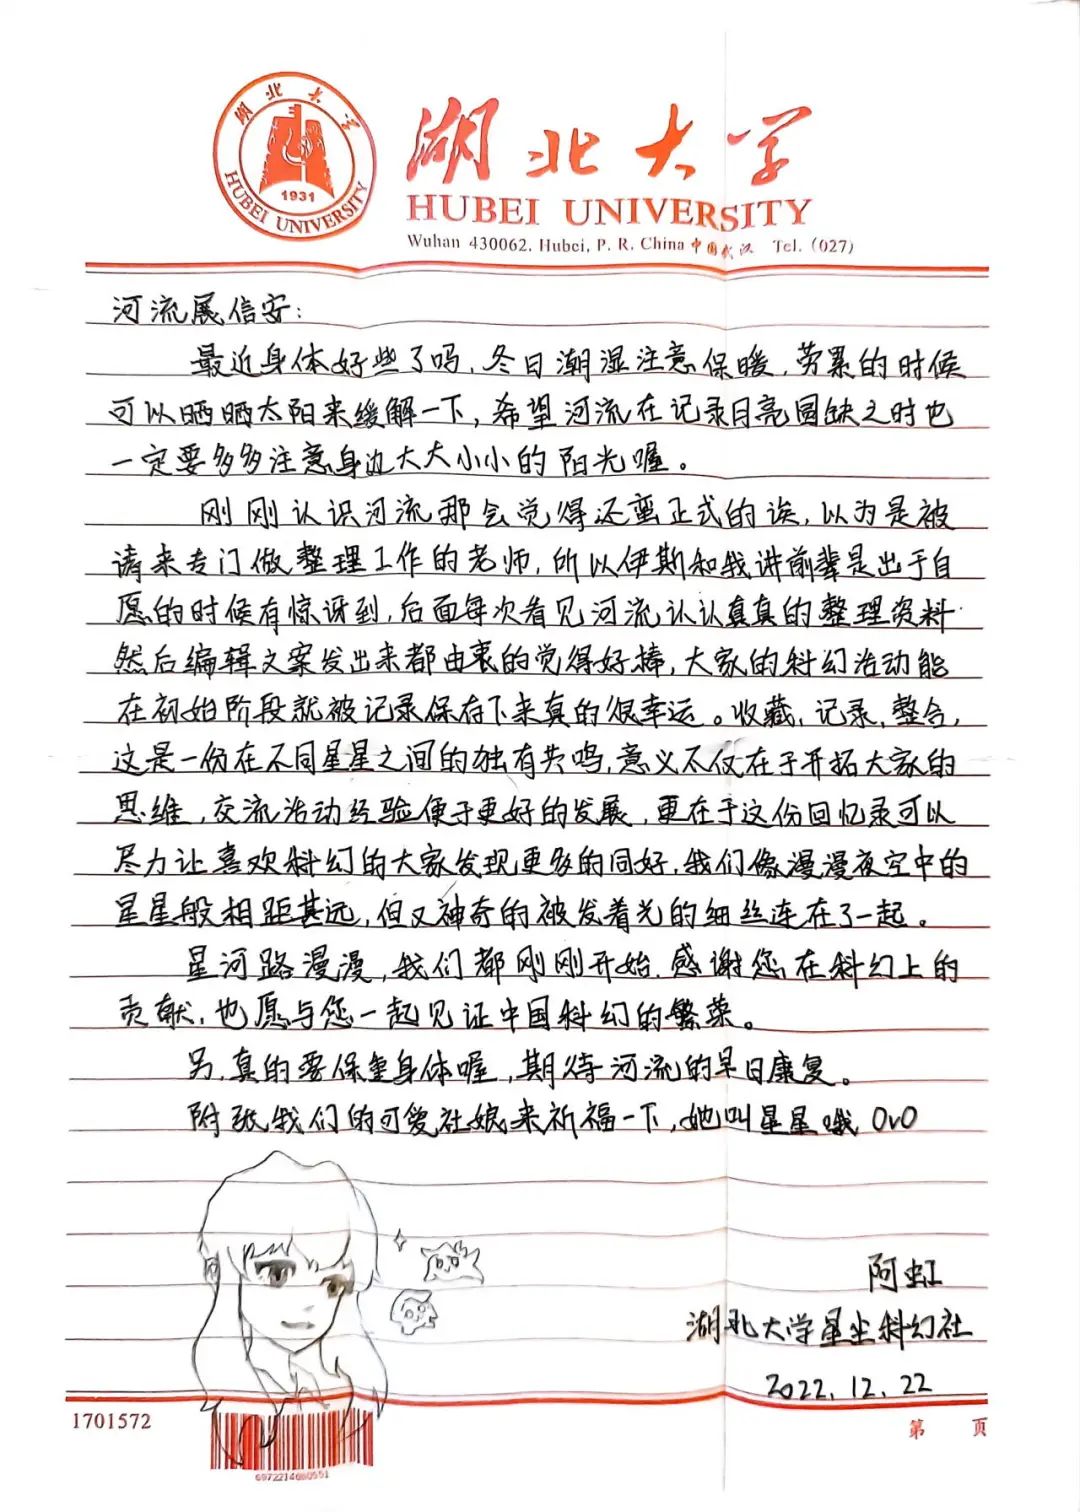 湖北大学
HUBEI UNIVERSITY
1931
湖北大学
HUBEI UNIVERSITY
Wuhan 430062, Hubei, P. R. China 中国武汉 Tel. (027)
河流展信安：
最近身体好些了吗，冬日潮湿注意保暖，劳累的时候
可以晒晒太阳来缓解一下，希望河流在记录月亮圆缺之时也
一定要多多注意身边大大小小的阳光喔。
刚刚认识河流那会觉得还蛮正式的诶，以为是被
请来专门做整理工作的老师，所以伊斯和我讲前辈是出于自
愿的时候有惊讶到，后面每次看见河流认认真真的整理资料
然后编辑文案发出来都由衷的觉得好棒，大家的科幻活动能
在初始阶段就被记录保存下来真的很幸运。收藏，记录，整合，
这是一份在不同星星之间的独有共鸣，意义不仅在于开拓大家的
思维，交流活动经验便于更好的发展，更在于这份回忆录可以
尽力让喜欢科幻的大家发现更多的同好，我们像漫漫夜空中的
星星般相距甚远，但又神奇的被发着光的细丝连在了一起。
星河路漫漫，我们都刚刚开始，感谢您在科幻上的
贡献，也愿与您一起见证中国科幻的繁荣。
另，真的要保重身体喔，期待河流的早日康复。
附张我们的可爱社娘来祈福一下，她叫星星哦 OvO
阿虹
湖北大学星尘科幻社
2022.12.22
1701572
第 页